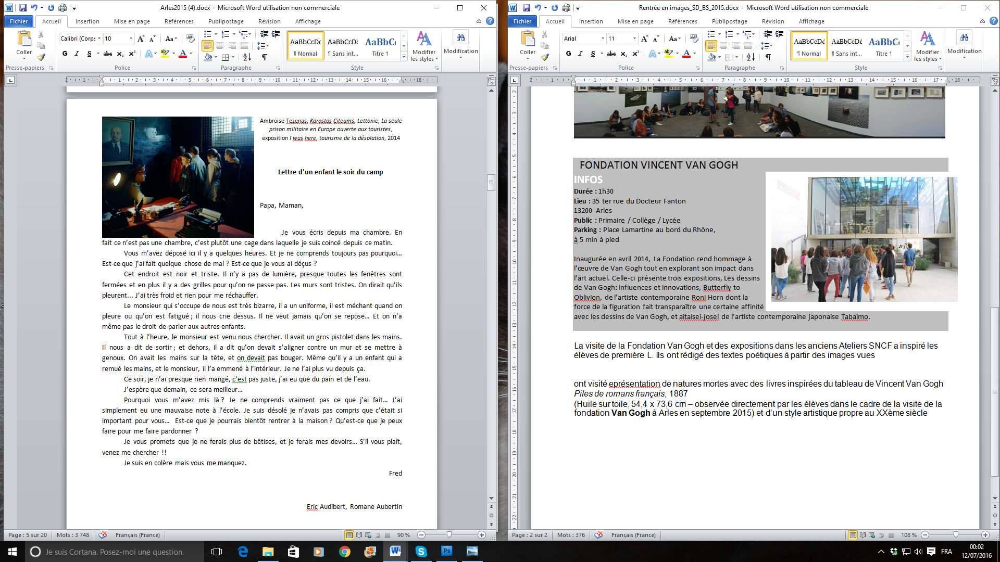 Arles2015 (4).docx - Microsoft Word utilisation non commerciale
Fichier Accueil Insertion Mise en page Références Publipostage Révision Affichage
Calibri (Corps 10
Coller
Presse-papiers
G I S abc
Police
Paragraphe
AaBbCcDc AaBbCcDc AaBbC
¶ Normal ¶ Sans int... Titre 1
Style
Modifier les styles
Modification
Ambroise Tezenas, Karostas Citeums, Lettonie, La seule
prison militaire en Europe ouverte aux touristes,
exposition I was here, tourisme de la désolation, 2014
Lettre d’un enfant le soir du camp
Papa, Maman,
Je vous écris depuis ma chambre. En
fait ce n’est pas une chambre, c’est plutôt une cage dans laquelle je suis coincé depuis ce matin.
Vous m’avez déposé ici il y a quelques heures. Et je ne comprends toujours pas pourquoi…
Est-ce que j’ai fait quelque chose de mal ? Est-ce que je vous ai déçus ?
Cet endroit est noir et triste. Il n’y a pas de lumière, presque toutes les fenêtres sont
fermées et en plus il y a des grilles pour qu’on ne passe pas. Les murs sont tristes. On dirait qu’ils
pleurent… J’ai très froid et rien pour me réchauffer.
Le monsieur qui s’occupe de nous est très bizarre, il a un uniforme, il est méchant quand on
pleure ou qu’on est fatigué ; il nous crie dessus. Il ne veut jamais qu’on se repose… Et on n’a
même pas le droit de parler aux autres enfants.
Tout à l’heure, le monsieur est venu nous chercher. Il avait un gros pistolet dans les mains.
Il nous a dit de sortir ; et dehors, il a dit qu’on devait s’aligner contre un mur et se mettre à
genoux. On avait les mains sur la tête, et on devait pas bouger. Même qu’il y a un enfant qui a
remué les mains, et le monsieur, il l’a emmené à l’intérieur. Je ne l’ai plus vu depuis ça.
Ce soir, je n’ai presque rien mangé, c’est pas juste, j’ai eu que du pain et de l’eau.
J’espère que demain, ce sera meilleur…
Pourquoi vous m’avez mis là ? Je ne comprends vraiment pas ce que j’ai fait… J’ai
simplement eu une mauvaise note à l’école. Je suis désolé je n’avais pas compris que c’était si
important pour vous… Est-ce que je pourrais bientôt rentrer à la maison ? Qu’est-ce que je peux
faire pour me faire pardonner ?
Je vous promets que je ne ferais plus de bêtises, et je ferais mes devoirs… S’il vous plaît,
venez me chercher !!
Je suis en colère mais vous me manquez.
Fred
Eric Audibert, Romane Aubertin
Page : 5 sur 20 Mots : 3 748 Français (France) 90 %
Rentrée en images_SD_BS_2015.docx - Microsoft Word utilisation non commerciale
Fichier Accueil Insertion Mise en page Références Publipostage Révision Affichage
Arial 11
Coller
Presse-papiers
G I S abc
Police
Paragraphe
AaBbCcDd AaBbCcDd AaBbC
¶ Normal ¶ Sans int... Titre 1
Style
Modifier les styles
Modification
FONDATION VINCENT VAN GOGH
INFOS
Durée : 1h30
Lieu : 35 ter rue du Docteur Fanton
13200 Arles
Public : Primaire / Collège / Lycée
Parking : Place Lamartine au bord du Rhône,
à 5 min à pied
Inaugurée en avril 2014, La Fondation rend hommage à
l’œuvre de Van Gogh tout en explorant son impact dans
l’art actuel. Celle-ci présente trois expositions, Les dessins
de Van Gogh: influences et innovations, Butterfly to
Oblivion, de l’artiste contemporaine Roni Horn dont la
force de la figuration fait transparaître une certaine affinité
avec les dessins de Van Gogh, et aitaisei-josei de l’artiste contemporaine japonaise Tabaimo.
La visite de la Fondation Van Gogh et des expositions dans les anciens Ateliers SNCF a inspiré les
élèves de première L. Ils ont rédigé des textes poétiques à partir des images vues
ont visité eprésentation de natures mortes avec des livres inspirées du tableau de Vincent Van Gogh
Piles de romans français, 1887
(Huile sur toile, 54,4 x 73,6 cm – observée directement par les élèves dans le cadre de la visite de la
fondation Van Gogh à Arles en septembre 2015) et d’un style artistique propre au XXème siècle
Page : 2 sur 2 Mots : 376 Français (France) 108 %
Je suis Cortana. Posez-moi une question.
FRA
00:02
12/07/2016